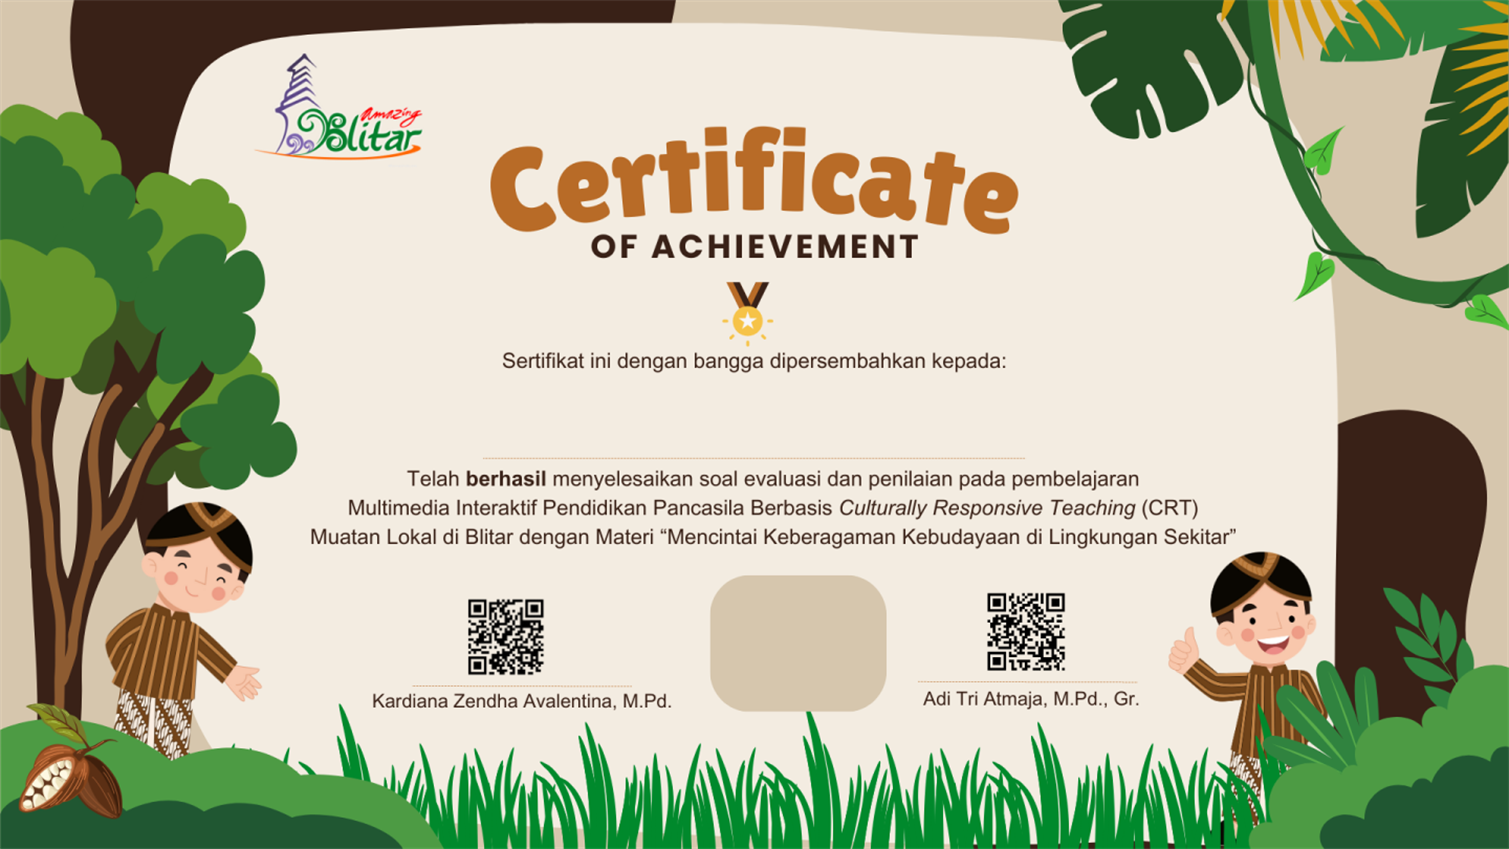 amazing
Blitar
Certificate
OF ACHIEVEMENT
Sertifikat ini dengan bangga dipersembahkan kepada:
Telah berhasil menyelesaikan soal evaluasi dan penilaian pada pembelajaran
Multimedia Interaktif Pendidikan Pancasila Berbasis Culturally Responsive Teaching (CRT)
Muatan Lokal di Blitar dengan Materi “Mencintai Keberagaman Kebudayaan di Lingkungan Sekitar”
Kardiana Zendha Avalentina, M.Pd.
Adi Tri Atmaja, M.Pd., Gr.